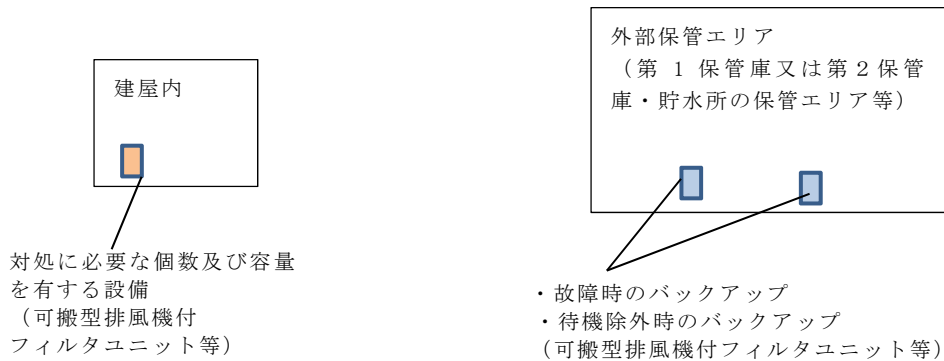 建屋内
対処に必要な個数及び容量
を有する設備
（可搬型排風機付
フィルタユニット等）
外部保管エリア
（第 1 保管庫又は第２保管
庫・貯水所の保管エリア等）
・故障時のバックアップ
・待機除外時のバックアップ
（可搬型排風機付フィルタユニット等）